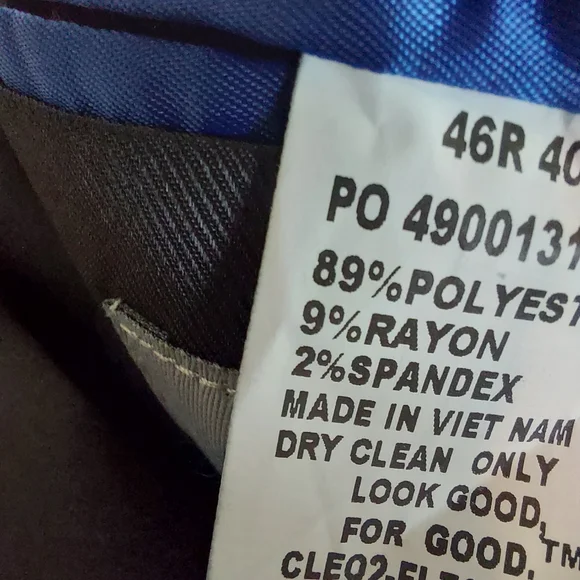 46R 40
PO 4900131
89%POLYEST
9%RAYON
2%SPANDEX
MADE IN VIET NAM
DRY CLEAN ONLY
LOOK GOOD,
FOR GOOD.™